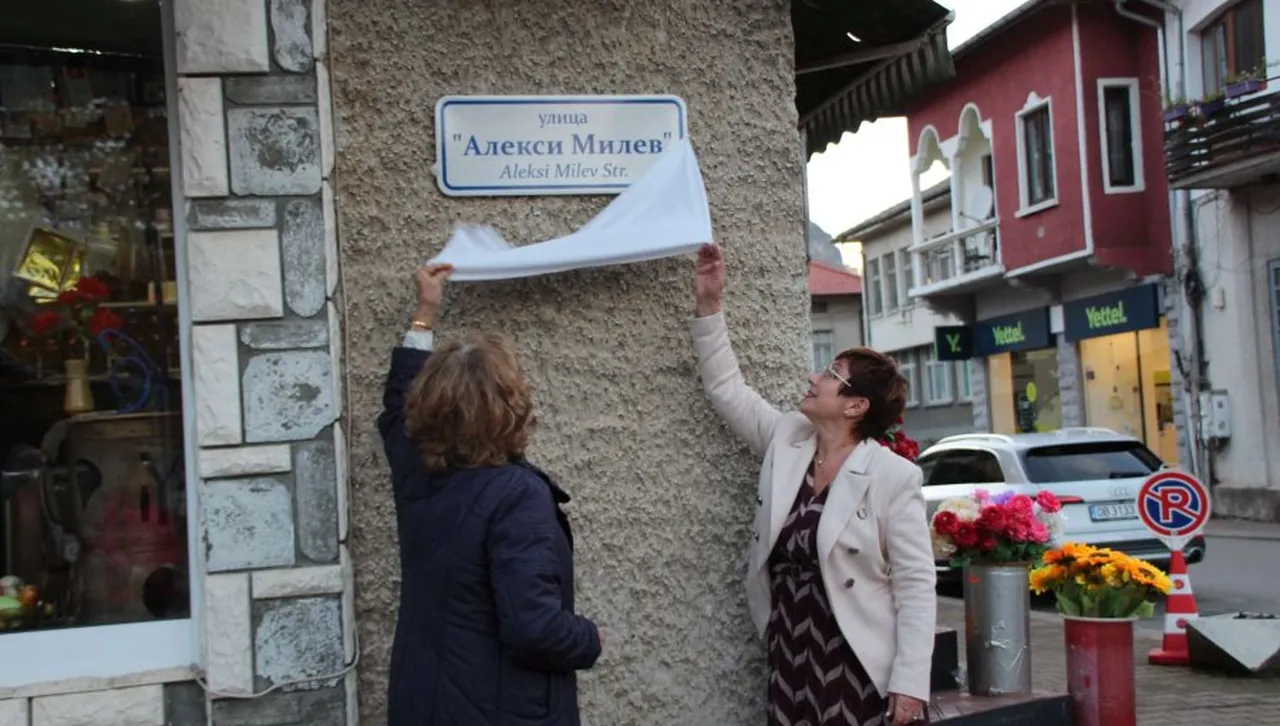 улица
"Алекси Милев"
Aleksi Milev Str.
Y.
Yettel.
Yettel.
P